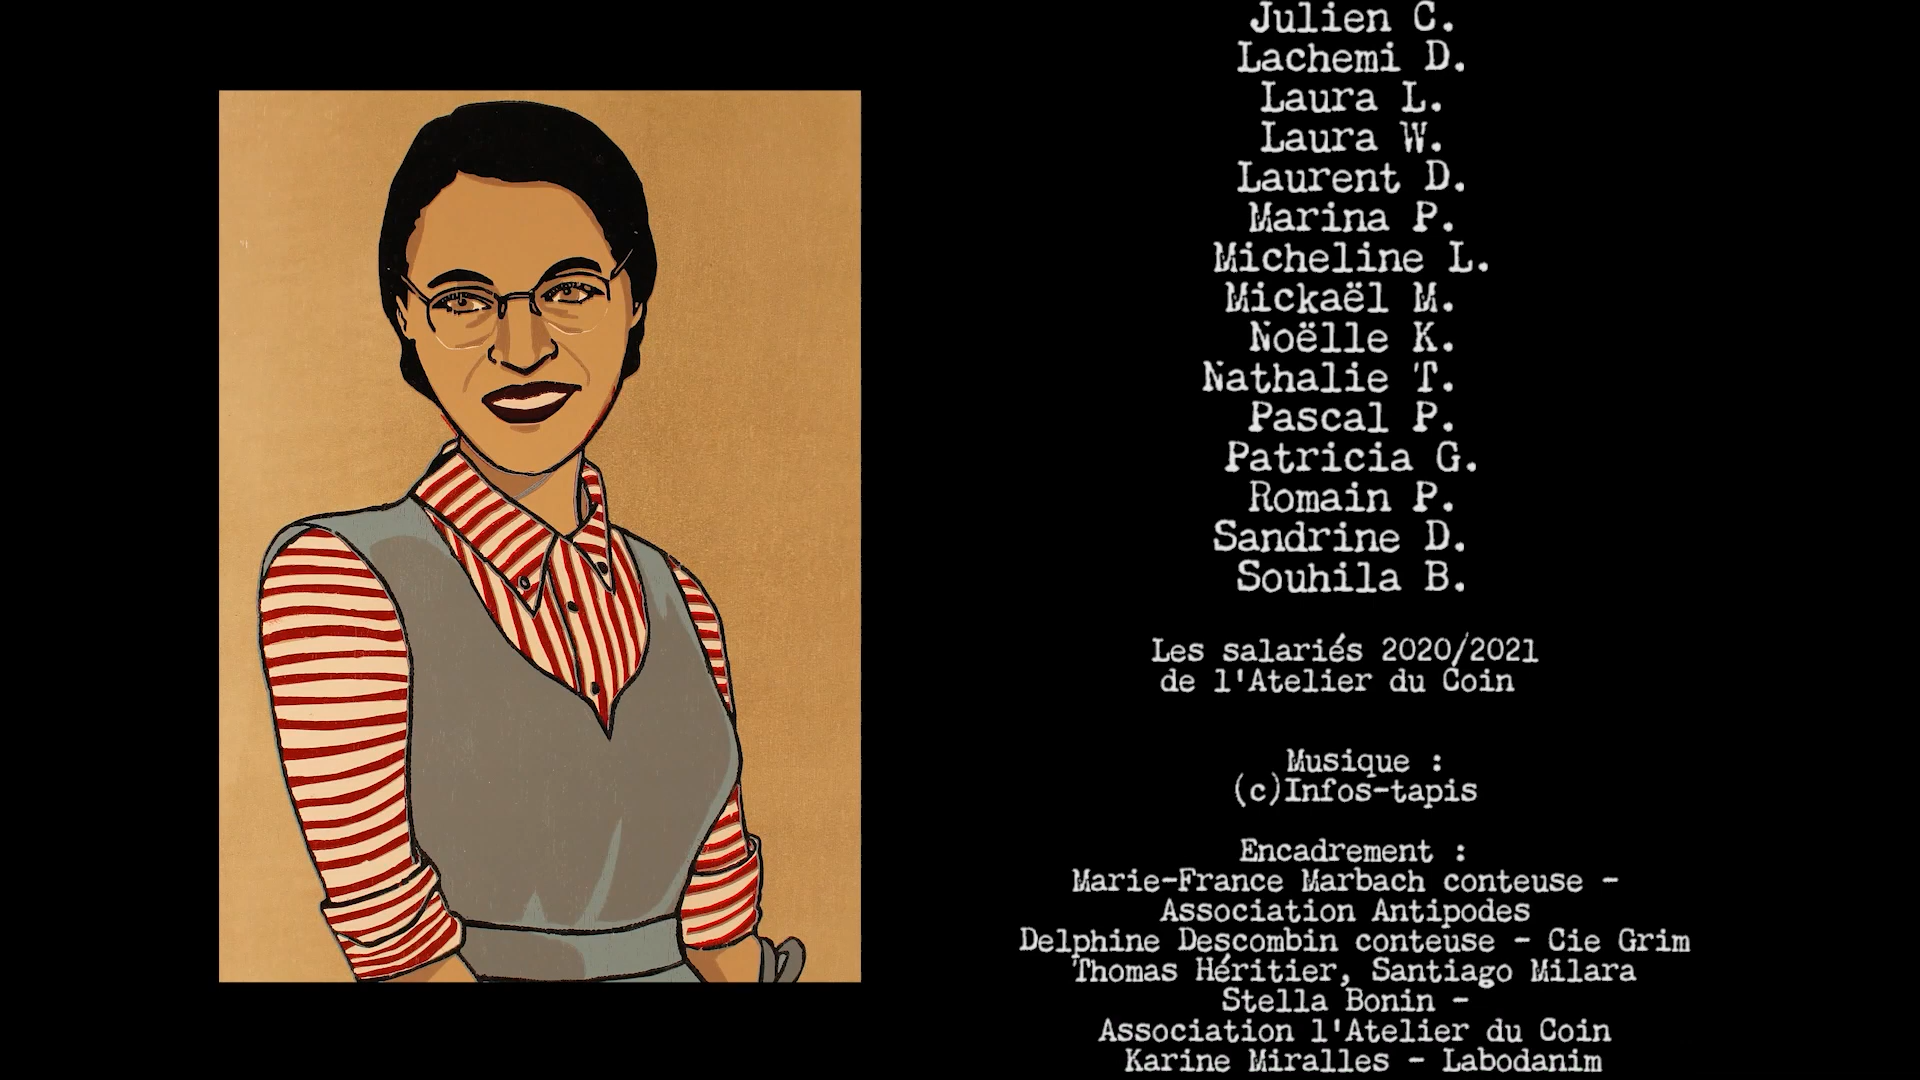 Julien C.
Lachemi D.
Laura L.
Laura W.
Laurent D.
Marina P.
Micheline L.
Mickaël M.
Noëlle K.
Nathalie T.
Pascal P.
Patricia G.
Romain P.
Sandrine D.
Souhila B.
Les salariés 2020/2021
de l'Atelier du Coin
Musique :
(c)Infos-tapis
Encadrement :
Marie-France Marbach conteuse -
Association Antipodes
Delphine Descombin conteuse - Cie Grim
Thomas Héritier, Santiago Milara
Stella Bonin -
Association l'Atelier du Coin
Karine Miralles - Labodanim